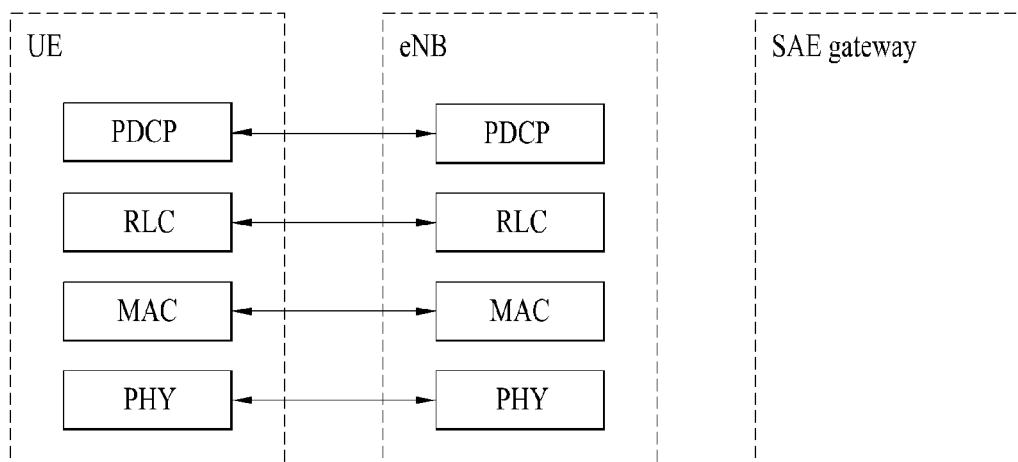 UE eNB SAE gateway
PDCP PDCP
RLC RLC
MAC MAC
PHY PHY